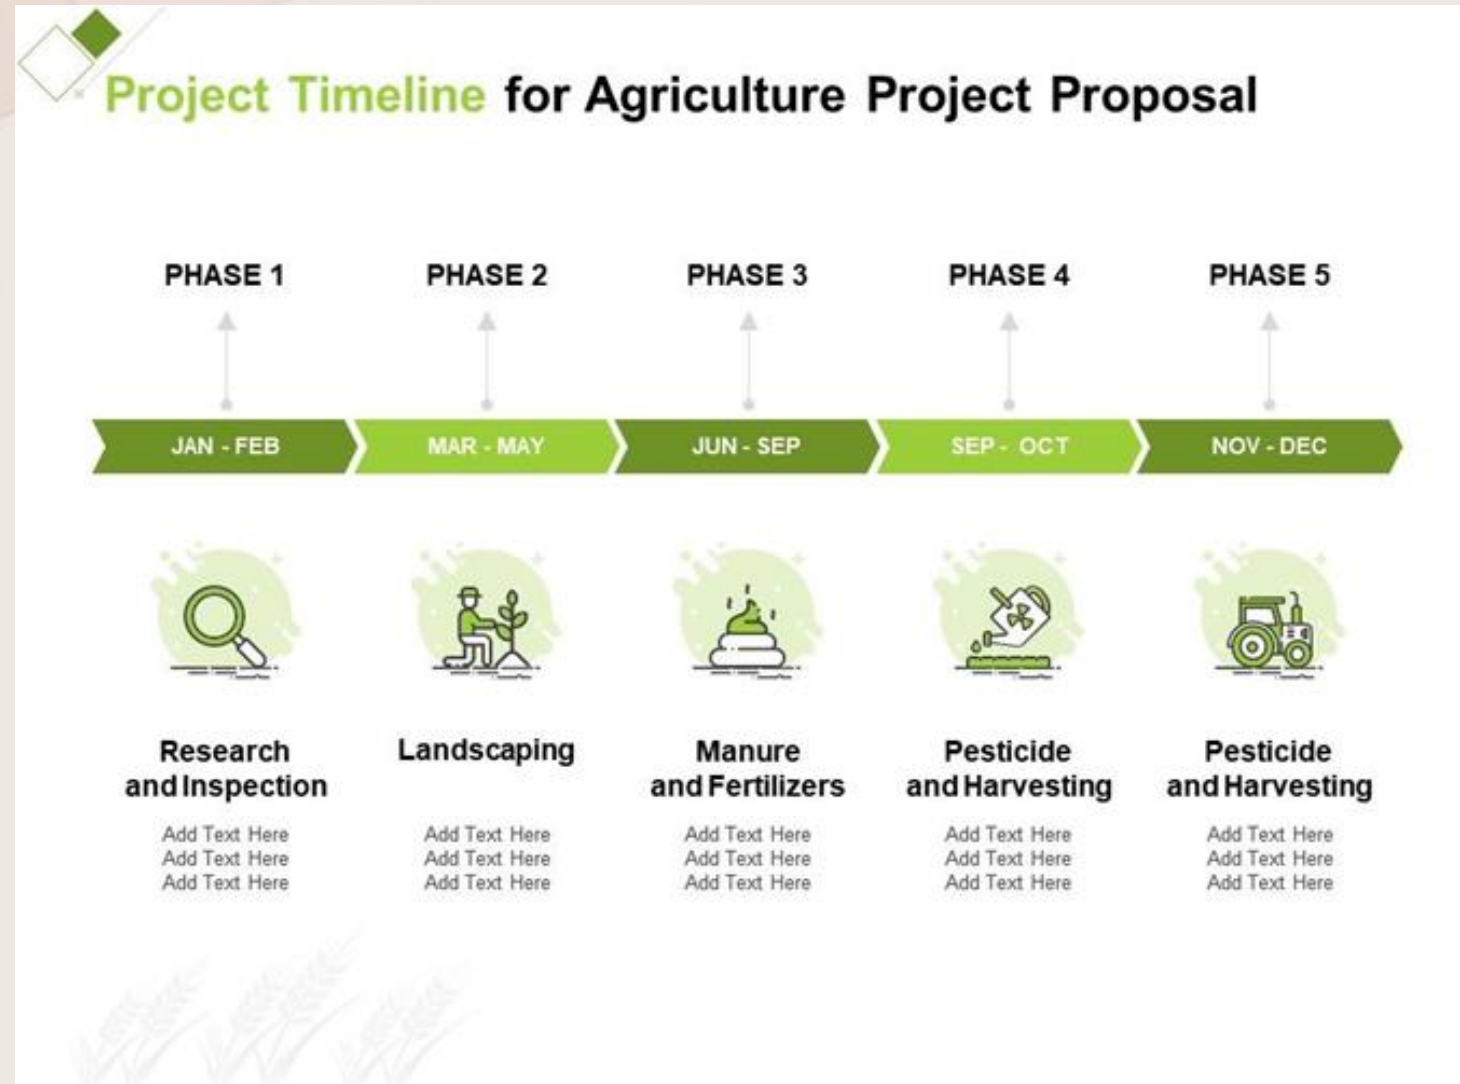 Project Timeline for Agriculture Project Proposal
PHASE 1
PHASE 2
PHASE 3
PHASE 4
PHASE 5
JAN - FEB
MAR - MAY
JUN - SEP
SEP - OCT
NOV - DEC
Research
and Inspection
Add Text Here
Add Text Here
Add Text Here
Landscaping
Add Text Here
Add Text Here
Add Text Here
Manure
and Fertilizers
Add Text Here
Add Text Here
Add Text Here
Pesticide
and Harvesting
Add Text Here
Add Text Here
Add Text Here
Pesticide
and Harvesting
Add Text Here
Add Text Here
Add Text Here